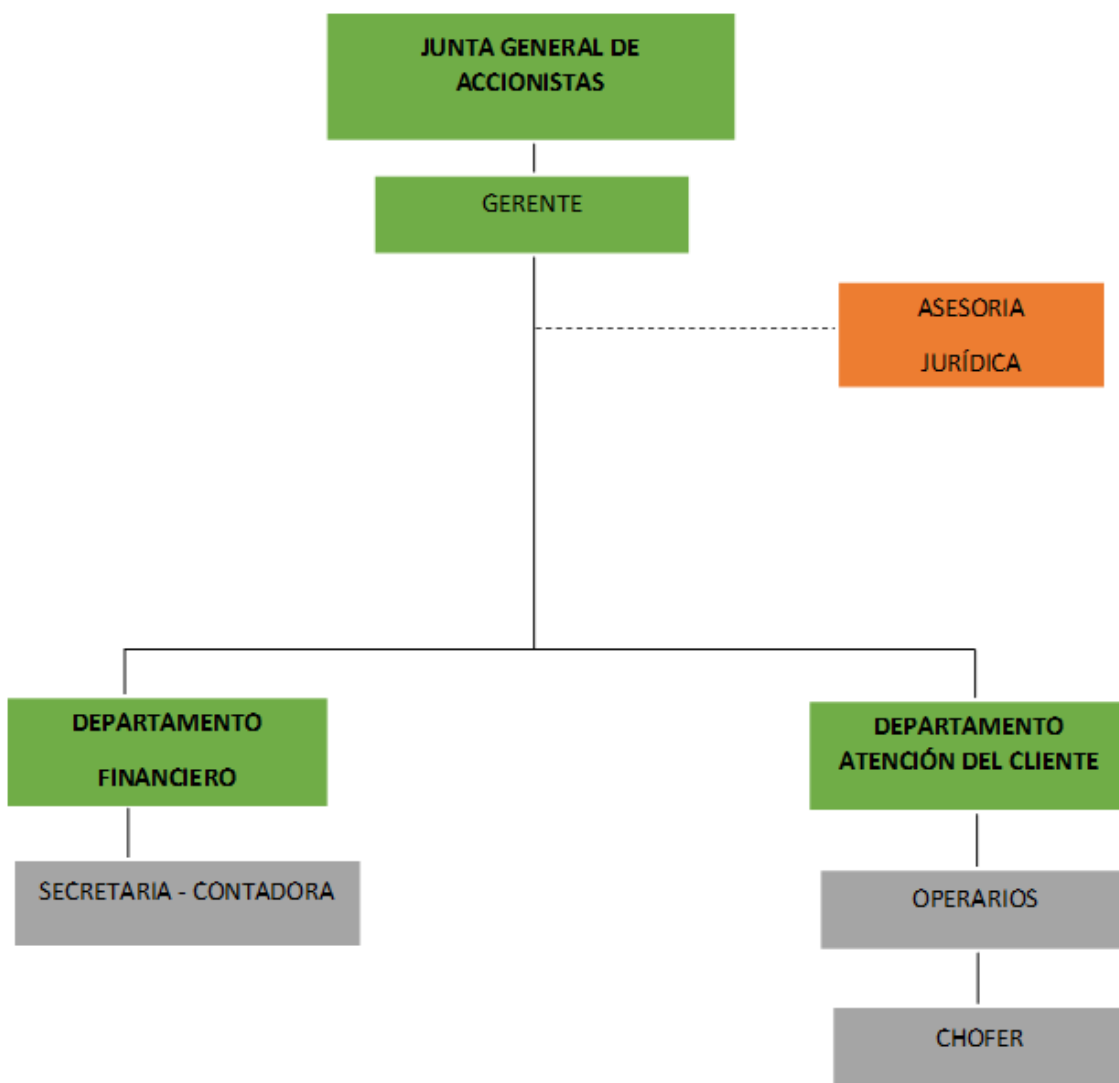 JUNTA GENERAL DE
ACCIONISTAS
GERENTE
ASESORIA
JURÍDICA
DEPARTAMENTO
FINANCIERO
DEPARTAMENTO
ATENCIÓN DEL CLIENTE
SECRETARIA - CONTADORA
OPERARIOS
CHOFER